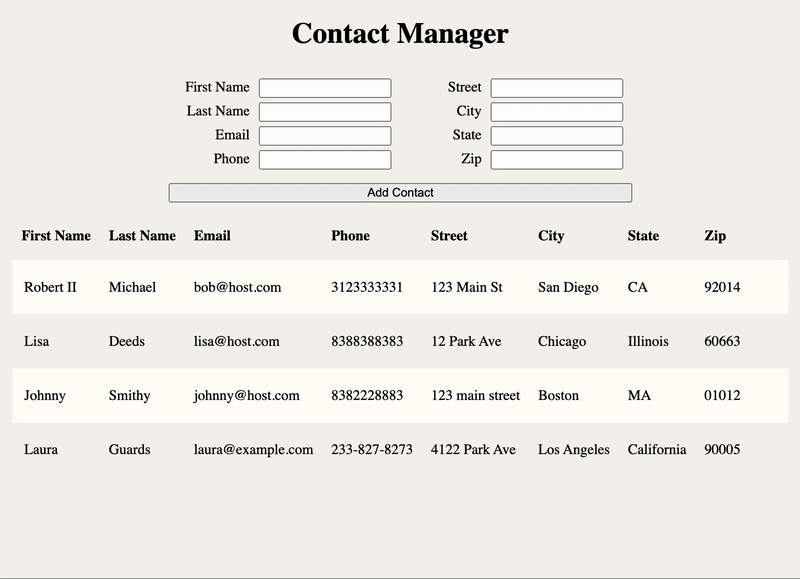 Contact Manager
First Name Street
Last Name City
Email State
Phone Zip
Add Contact
First Name Last Name Email Phone Street City State Zip
Robert II Michael bob@host.com 3123333331 123 Main St San Diego CA 92014
Lisa Deeds lisa@host.com 8388388383 12 Park Ave Chicago Illinois 60663
Johnny Smithy johnny@host.com 8382228883 123 main street Boston MA 01012
Laura Guards laura@example.com 233-827-8273 4122 Park Ave Los Angeles California 90005